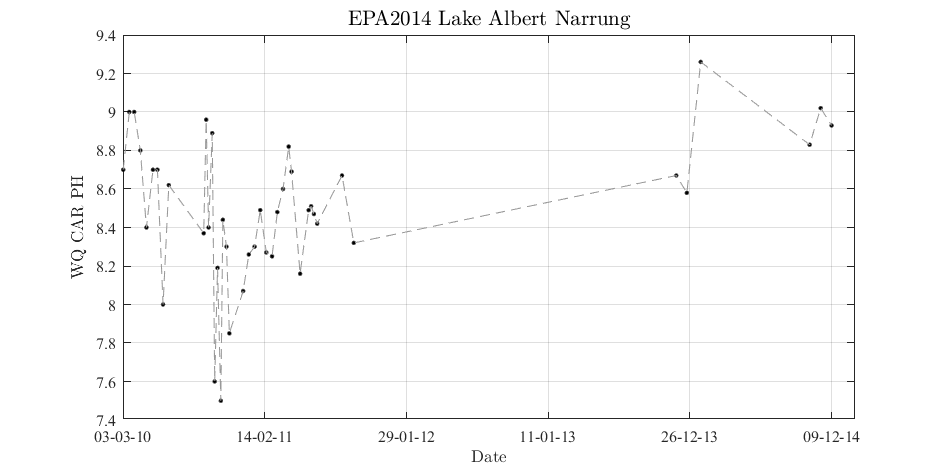 EPA2014 Lake Albert Narrung
9.4
9.2
9
8.8
8.6
8.4
8.2
8
7.8
7.6
7.4
WQ CAR PH
03-03-10 14-02-11 29-01-12 11-01-13 26-12-13 09-12-14
Date